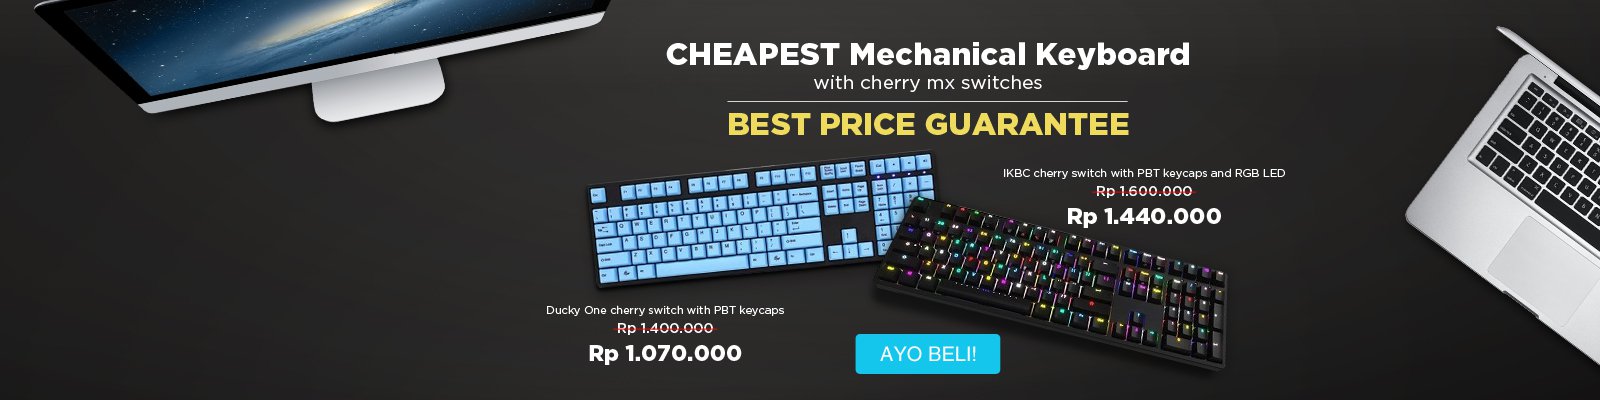 CHEAPEST Mechanical Keyboard
with cherry mx switches
BEST PRICE GUARANTEE
IKBC cherry switch with PBT keycaps and RGB LED
Rp 1.600.000
Rp 1.440.000
Ducky One cherry switch with PBT keycaps
Rp 1.400.000
Rp 1.070.000
AYO BELI!